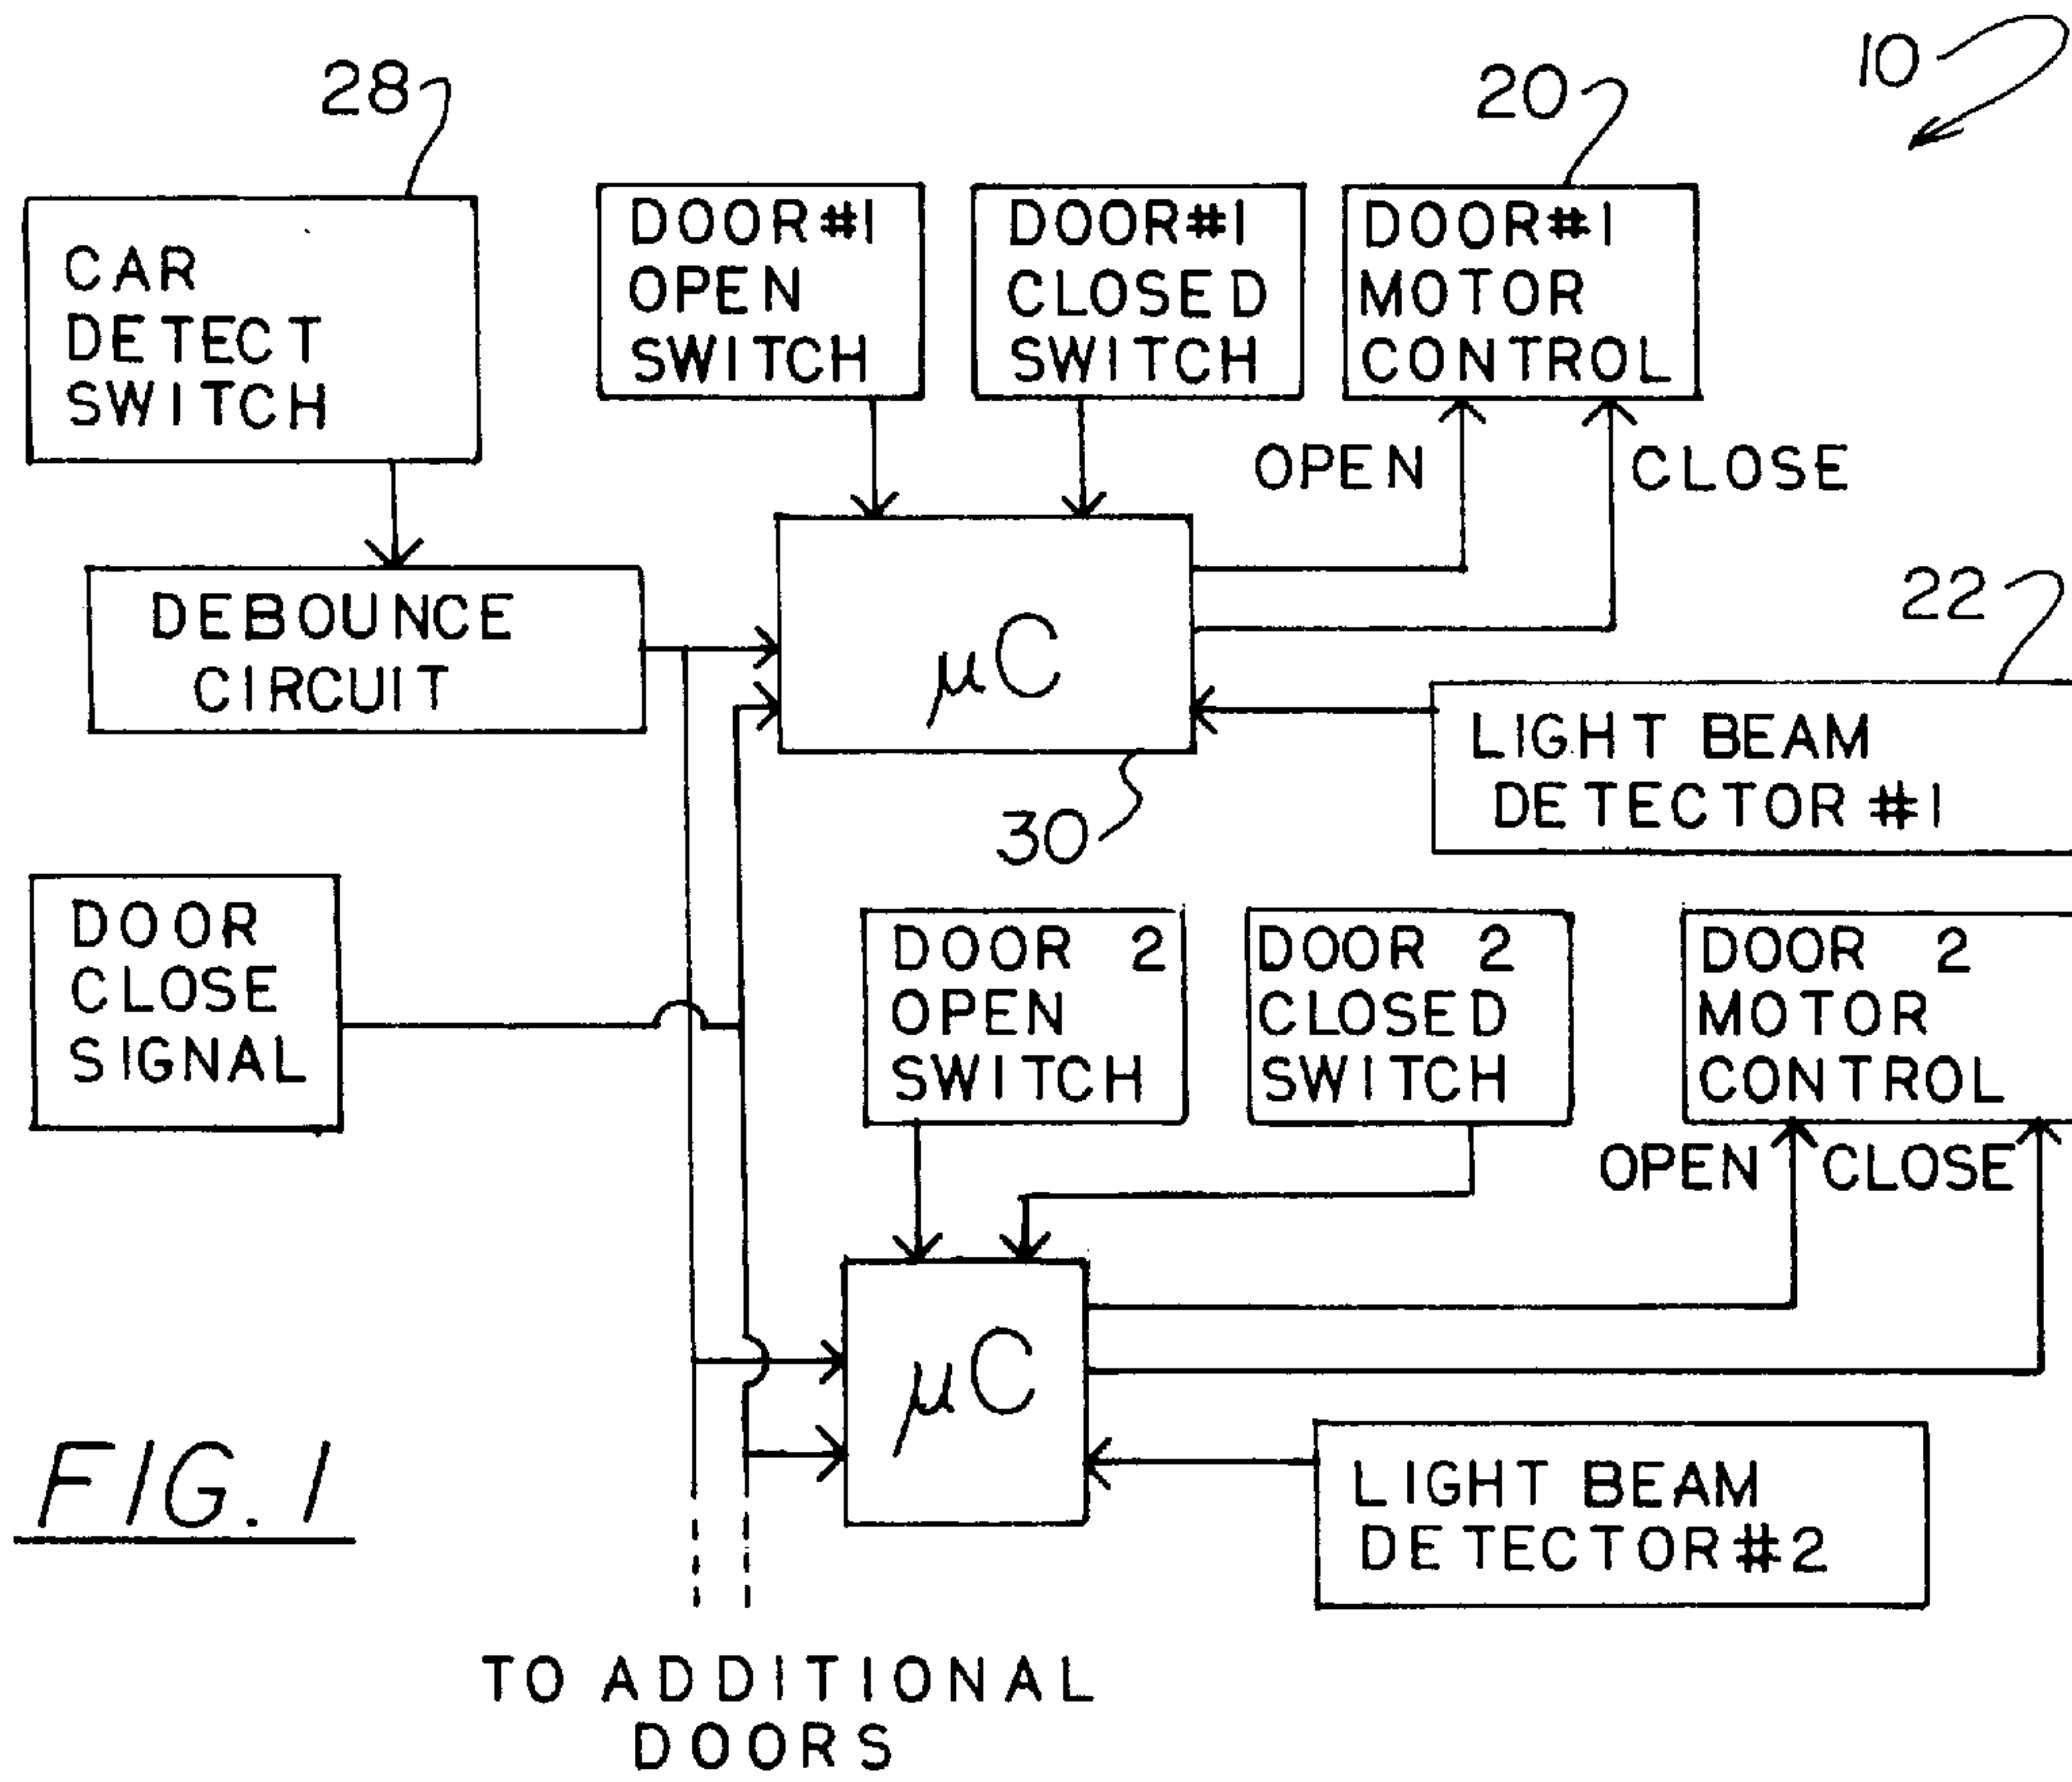 10
28
20
CAR
DETECT
SWITCH
DOOR #1
OPEN
SWITCH
DOOR #1
CLOSED
SWITCH
DOOR #1
MOTOR
CONTROL
OPEN
CLOSE
DEBOUNCE
CIRCUIT
µC
30
22
LIGHT BEAM
DETECTOR #1
DOOR
CLOSE
SIGNAL
DOOR 2
OPEN
SWITCH
DOOR 2
CLOSED
SWITCH
DOOR 2
MOTOR
CONTROL
OPEN
CLOSE
µC
LIGHT BEAM
DETECTOR #2
FIG. 1
TO ADDITIONAL
DOORS